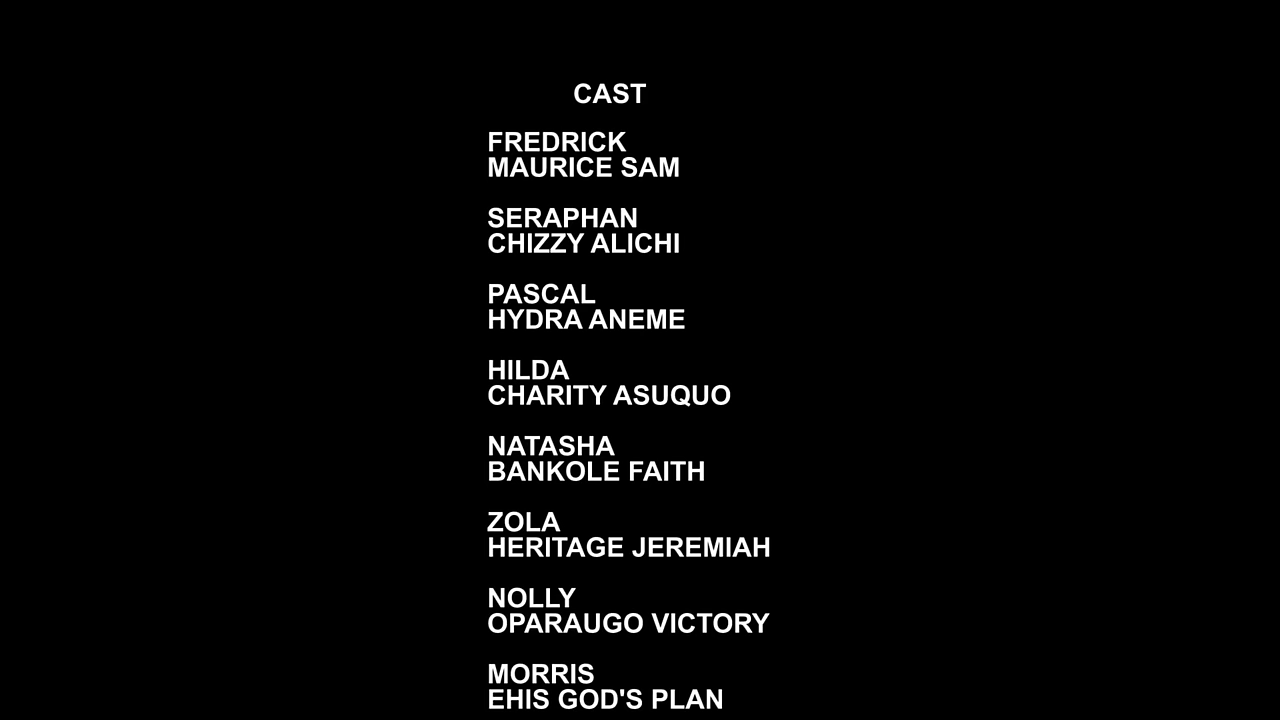 CAST
FREDRICK
MAURICE SAM
SERAPHAN
CHIZZY ALICHI
PASCAL
HYDRA ANEME
HILDA
CHARITY ASUQUO
NATASHA
BANKOLE FAITH
ZOLA
HERITAGE JEREMIAH
NOLLY
OPARAUGO VICTORY
MORRIS
EHIS GOD'S PLAN